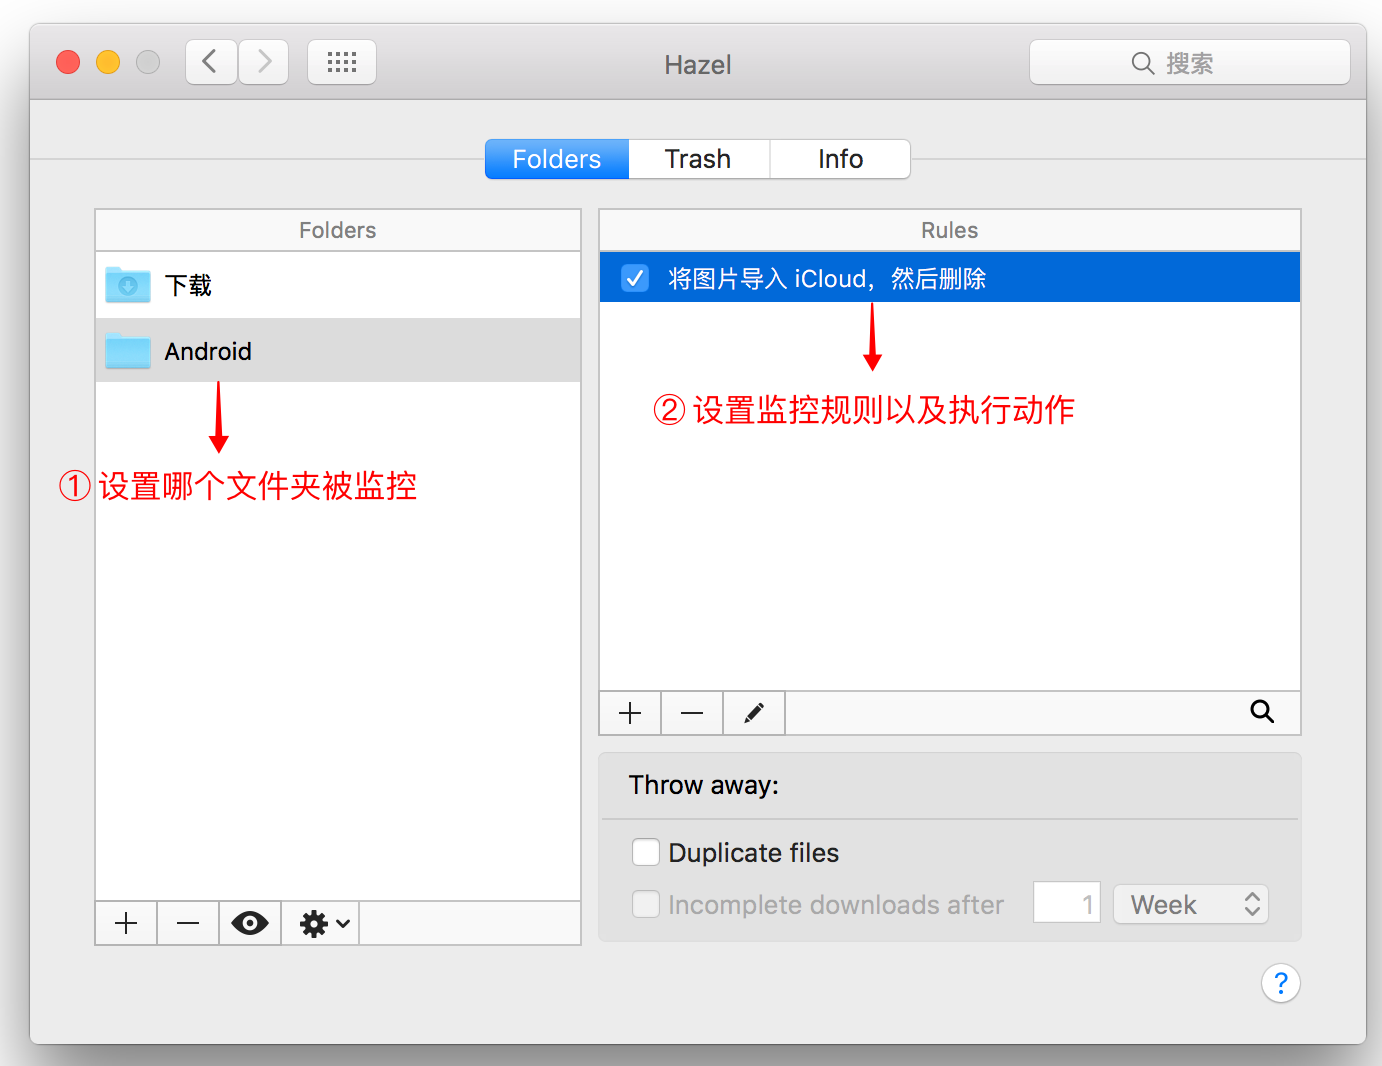 Hazel
搜索
Folders
Trash
Info
Folders
下载
Android
① 设置哪个文件夹被监控
Rules
将图片导入 iCloud，然后删除
② 设置监控规则以及执行动作
Throw away:
Duplicate files
Incomplete downloads after 1 Week
?